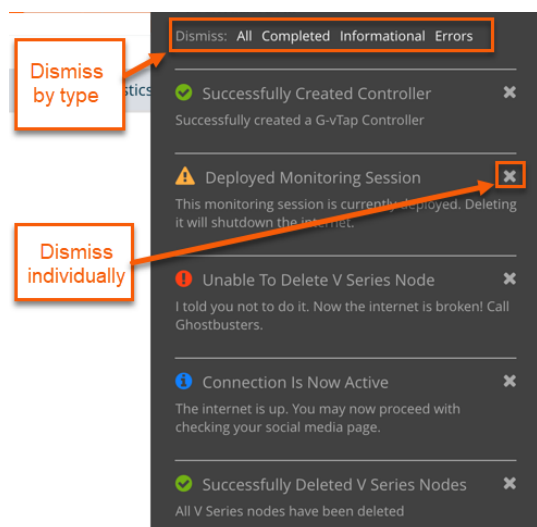 Dismiss: All Completed Informational Errors
Dismiss
by type
stics
Successfully Created Controller
Successfully created a G-vTap Controller
Deployed Monitoring Session
This monitoring session is currently deployed. Deleting
it will shutdown the internet.
Dismiss
individually
Unable To Delete V Series Node
I told you not to do it. Now the internet is broken! Call
Ghostbusters.
Connection Is Now Active
The internet is up. You may now proceed with
checking your social media page.
Successfully Deleted V Series Nodes
All V Series nodes have been deleted